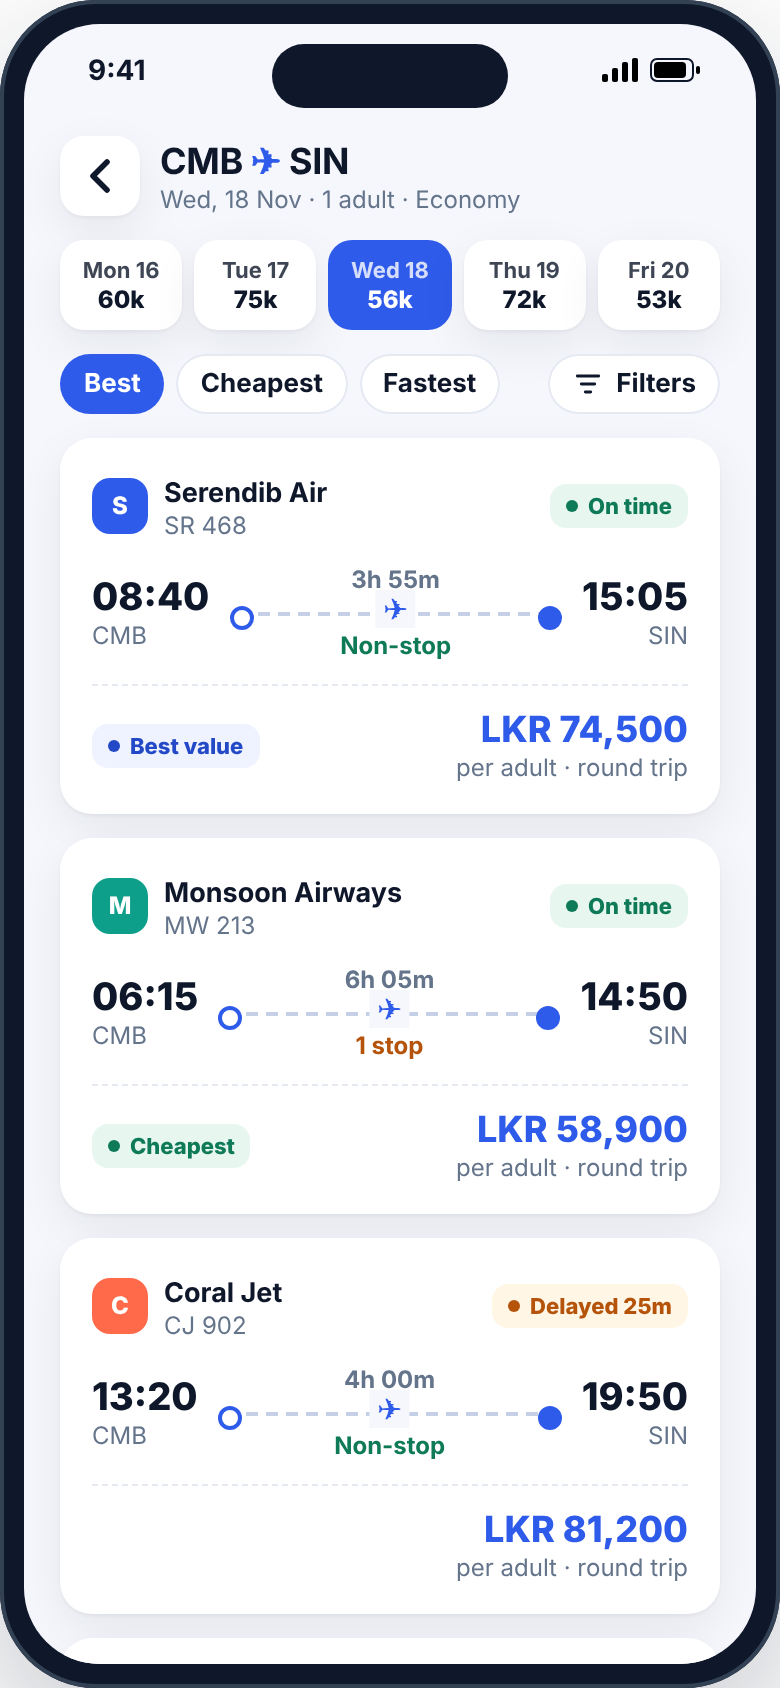 9:41
CMB ✈ SIN
Wed, 18 Nov · 1 adult · Economy
Mon 16
60k
Tue 17
75k
Wed 18
56k
Thu 19
72k
Fri 20
53k
Best
Cheapest
Fastest
Filters
S
Serendib Air
SR 468
On time
08:40
CMB
3h 55m
✈
Non-stop
15:05
SIN
Best value
LKR 74,500
per adult · round trip
M
Monsoon Airways
MW 213
On time
06:15
CMB
6h 05m
✈
1 stop
14:50
SIN
Cheapest
LKR 58,900
per adult · round trip
C
Coral Jet
CJ 902
Delayed 25m
13:20
CMB
4h 00m
✈
Non-stop
19:50
SIN
LKR 81,200
per adult · round trip